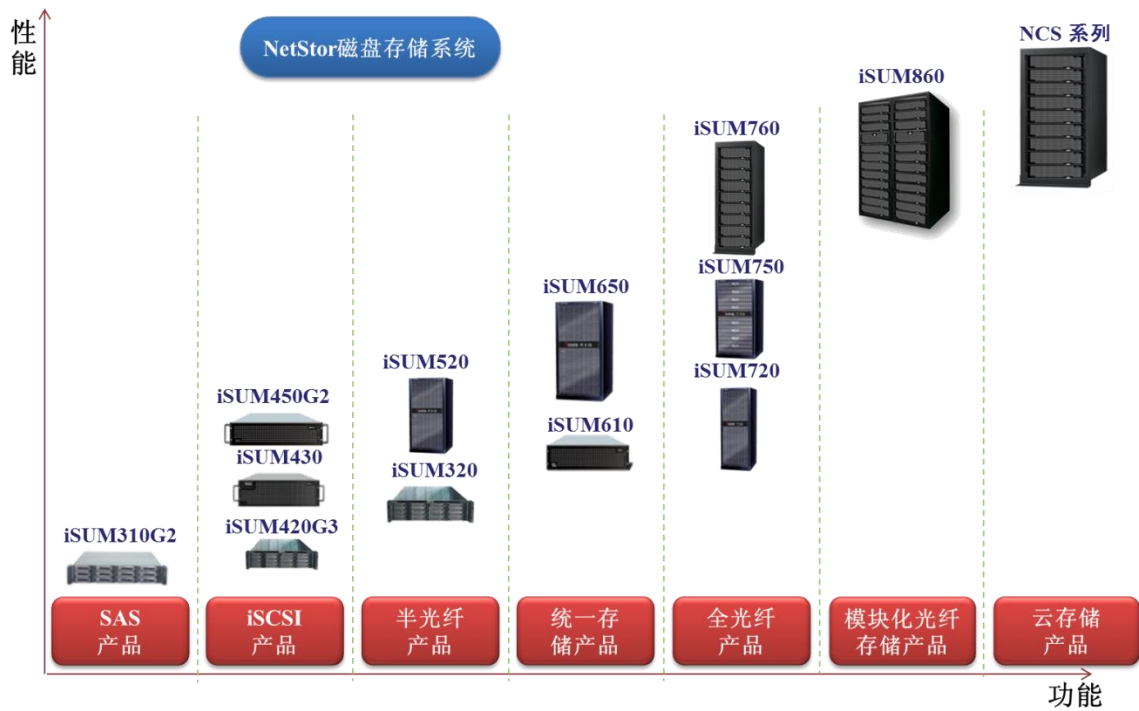 性
能
NetStor磁盘存储系统
NCS 系列
iSUM860
iSUM760
iSUM750
iSUM650
iSUM720
iSUM520
iSUM450G2
iSUM610
iSUM430
iSUM320
iSUM310G2
iSUM420G3
SAS
产品
iSCSI
产品
半光纤
产品
统一存
储产品
全光纤
产品
模块化光纤
存储产品
云存储
产品
功能